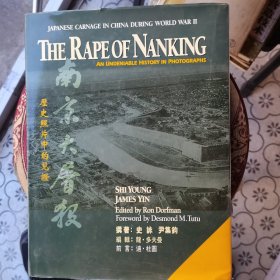 JAPANESE CARNAGE IN CHINA DURING WORLD WAR II
THE RAPE OF NANKING
AN UNDENIABLE HISTORY IN PHOTOGRAPHS
南京大屠殺
歷史照片中的見證
SHI YOUNG
JAMES YIN
Edited by Ron Dorfman
Foreword by Desmond M. Tutu
撰著：史詠 尹集鈞
編輯：龍·多夫曼
前言：德·杜圖